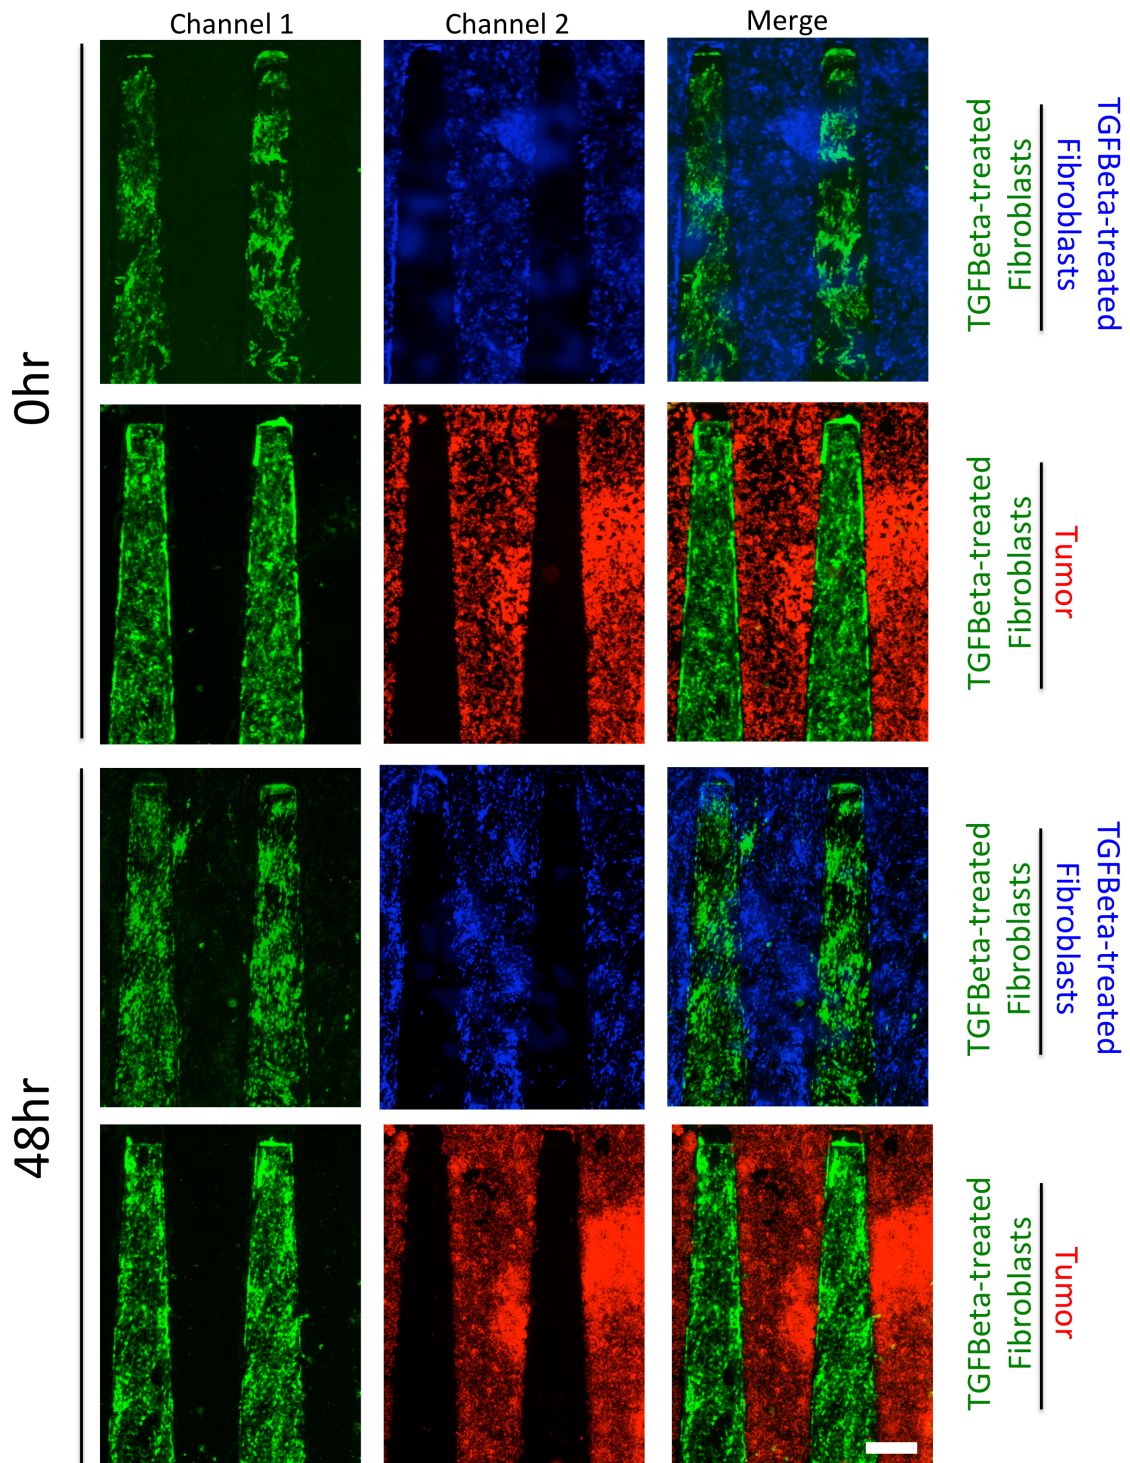 Channel 1
Channel 2
Merge
0hr
TGFBeta-treated
Fibroblasts
TGFBeta-treated
Fibroblasts
TGFBeta-treated
Fibroblasts
Tumor
48hr
TGFBeta-treated
Fibroblasts
TGFBeta-treated
Fibroblasts
TGFBeta-treated
Fibroblasts
Tumor